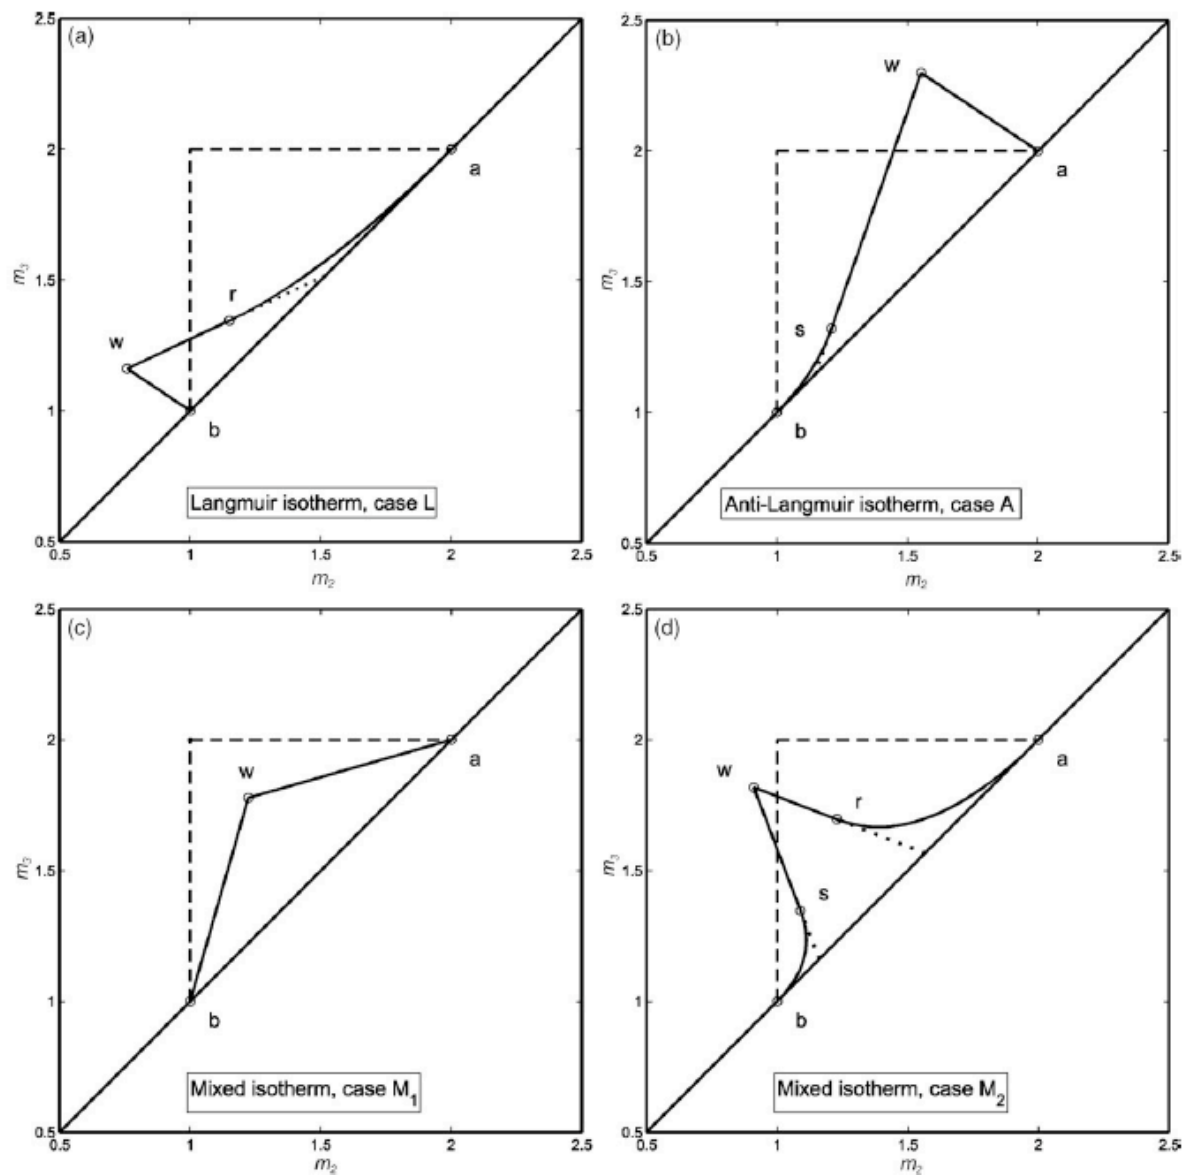 (a)
2.5
2
1.5
1
0.5
m₃
w
r
a
b
Langmuir isotherm, case L
0.5 1 1.5 2 2.5
m₂
(b)
2.5
2
1.5
1
0.5
m₃
w
s
a
b
Anti-Langmuir isotherm, case A
0.5 1 1.5 2 2.5
m₂
(c)
2.5
2
1.5
1
0.5
m₃
w
a
b
Mixed isotherm, case M₁
0.5 1 1.5 2 2.5
m₂
(d)
2.5
2
1.5
1
0.5
m₃
w
r
a
s
b
Mixed isotherm, case M₂
0.5 1 1.5 2 2.5
m₂